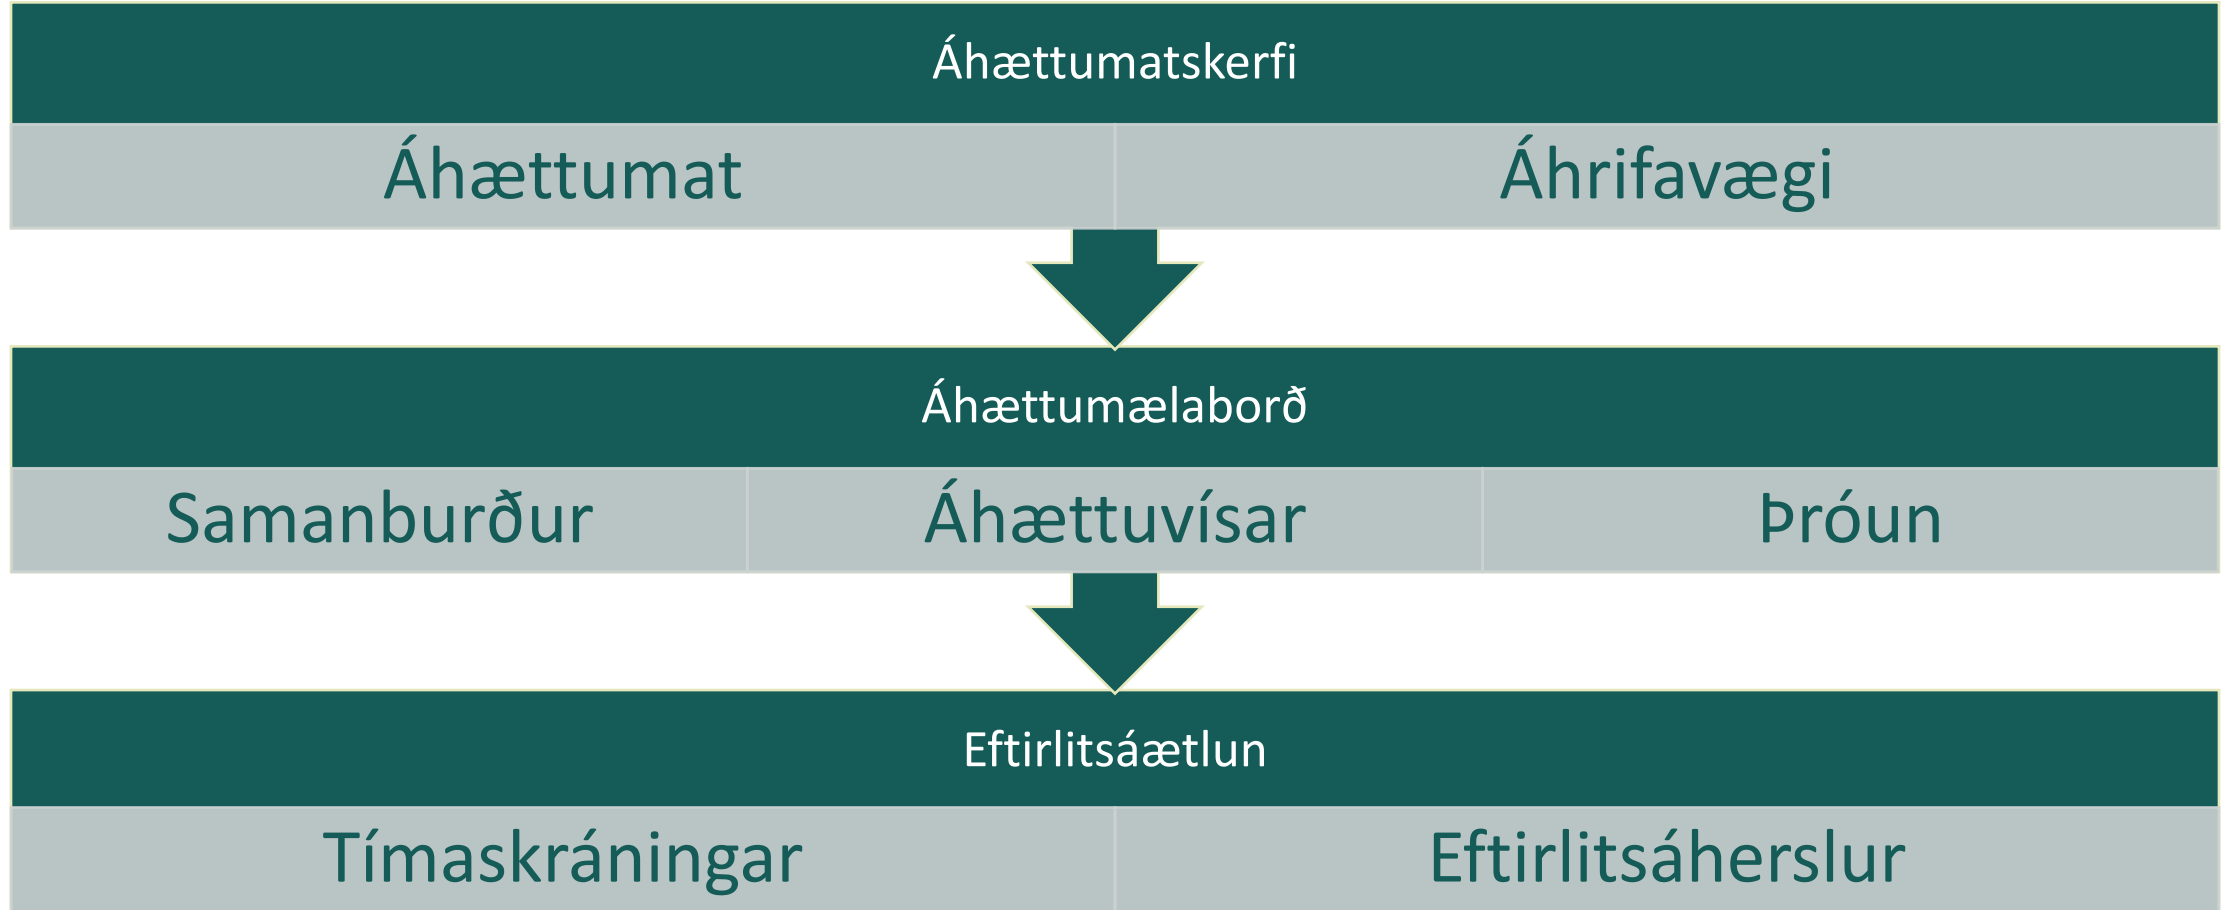 Áhættumatskerfi
Áhættumat Áhrifavægi
Áhættumælaborð
Samanburður Áhættuvísar Þróun
Eftirlitsáætlun
Tímaskráningar Eftirlitsáherslur